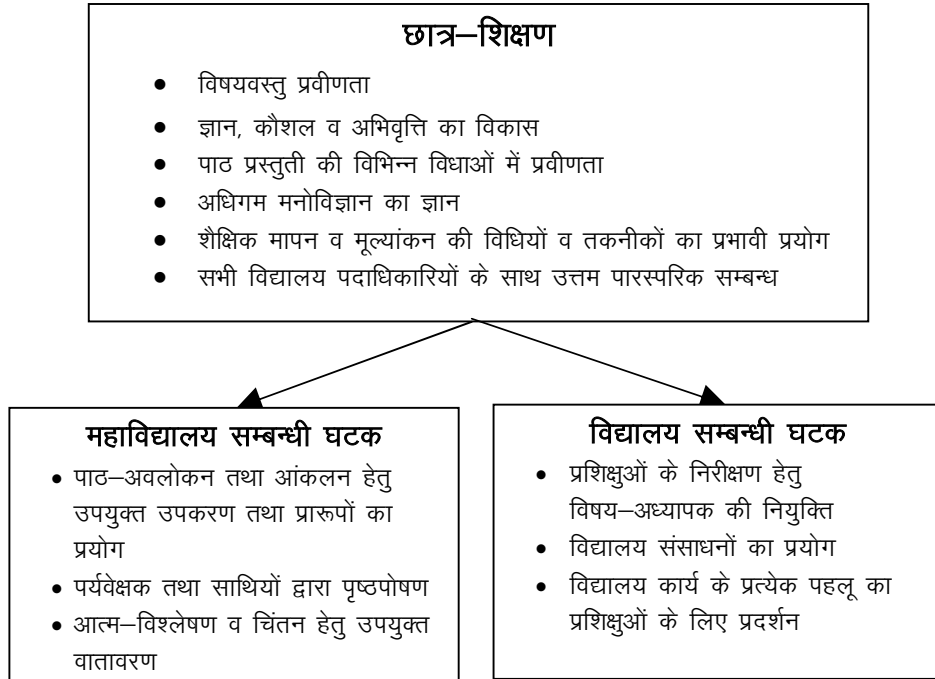 छात्र–शिक्षण
• विषयवस्तु प्रवीणता
• ज्ञान, कौशल व अभिवृत्ति का विकास
• पाठ प्रस्तुती की विभिन्न विधाओं में प्रवीणता
• अधिगम मनोविज्ञान का ज्ञान
• शैक्षिक मापन व मूल्यांकन की विधियों व तकनीकों का प्रभावी प्रयोग
• सभी विद्यालय पदाधिकारियों के साथ उत्तम पारस्परिक सम्बन्ध
महाविद्यालय सम्बन्धी घटक
• पाठ–अवलोकन तथा आंकलन हेतु
उपयुक्त उपकरण तथा प्रारूपों का
प्रयोग
• पर्यवेक्षक तथा साथियों द्वारा पृष्ठपोषण
• आत्म–विश्लेषण व चिंतन हेतु उपयुक्त
वातावरण
विद्यालय सम्बन्धी घटक
• प्रशिक्षुओं के निरीक्षण हेतु
विषय–अध्यापक की नियुक्ति
• विद्यालय संसाधनों का प्रयोग
• विद्यालय कार्य के प्रत्येक पहलू का
प्रशिक्षुओं के लिए प्रदर्शन